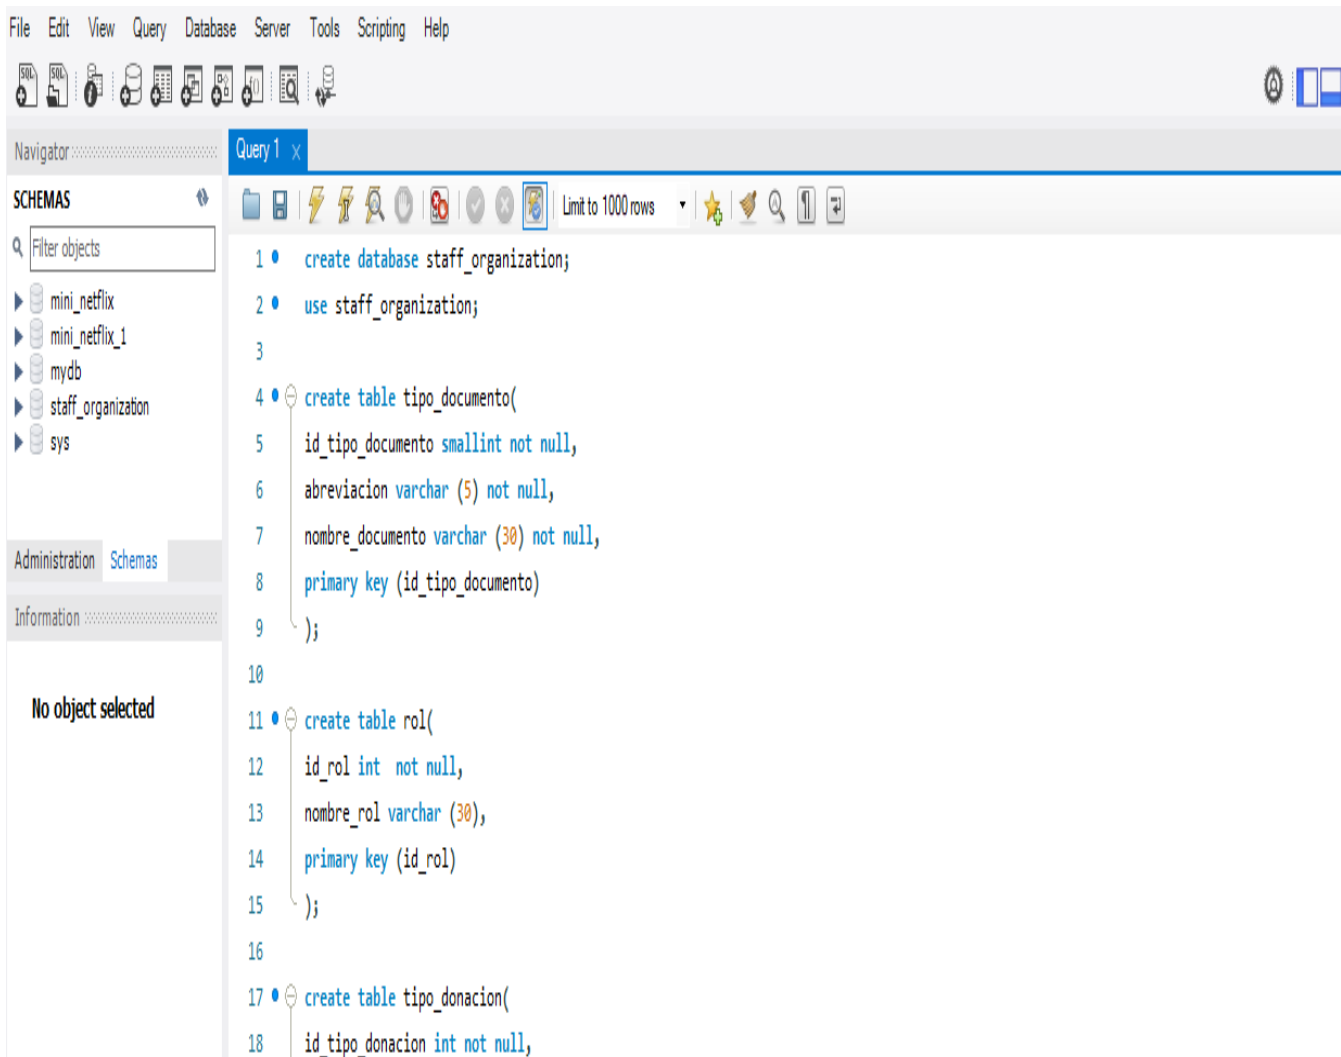 File Edit View Query Database Server Tools Scripting Help
Navigator
SCHEMAS
Filter objects
mini_netflix
mini_netflix_1
mydb
staff_organization
sys
Administration Schemas
Information
No object selected
Query 1
Limit to 1000 rows
1 create database staff_organization;
2 use staff_organization;
3
4 create table tipo_documento(
5 id_tipo_documento smallint not null,
6 abreviacion varchar (5) not null,
7 nombre_documento varchar (30) not null,
8 primary key (id_tipo_documento)
9 );
10
11 create table rol(
12 id_rol int  not null,
13 nombre_rol varchar (30),
14 primary key (id_rol)
15 );
16
17 create table tipo_donacion(
18 id_tipo_donacion int not null,